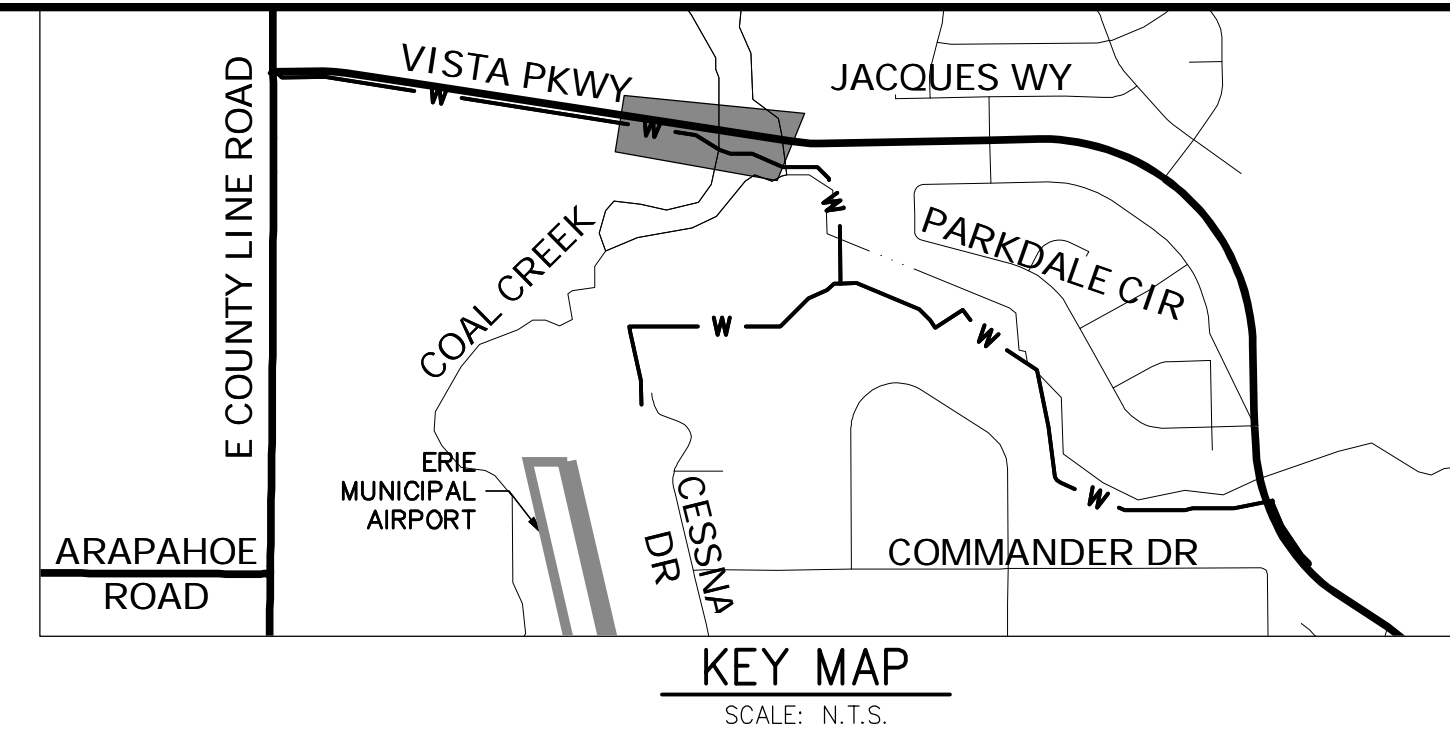 VISTA PKWY
JACQUES WY
E COUNTY LINE ROAD
W
W
W
PARKDALE CIR
COAL CREEK
W
W
ERIE
MUNICIPAL
AIRPORT
CESSNA
DR
W
ARAPAHOE
ROAD
COMMANDER DR
KEY MAP
SCALE: N.T.S.